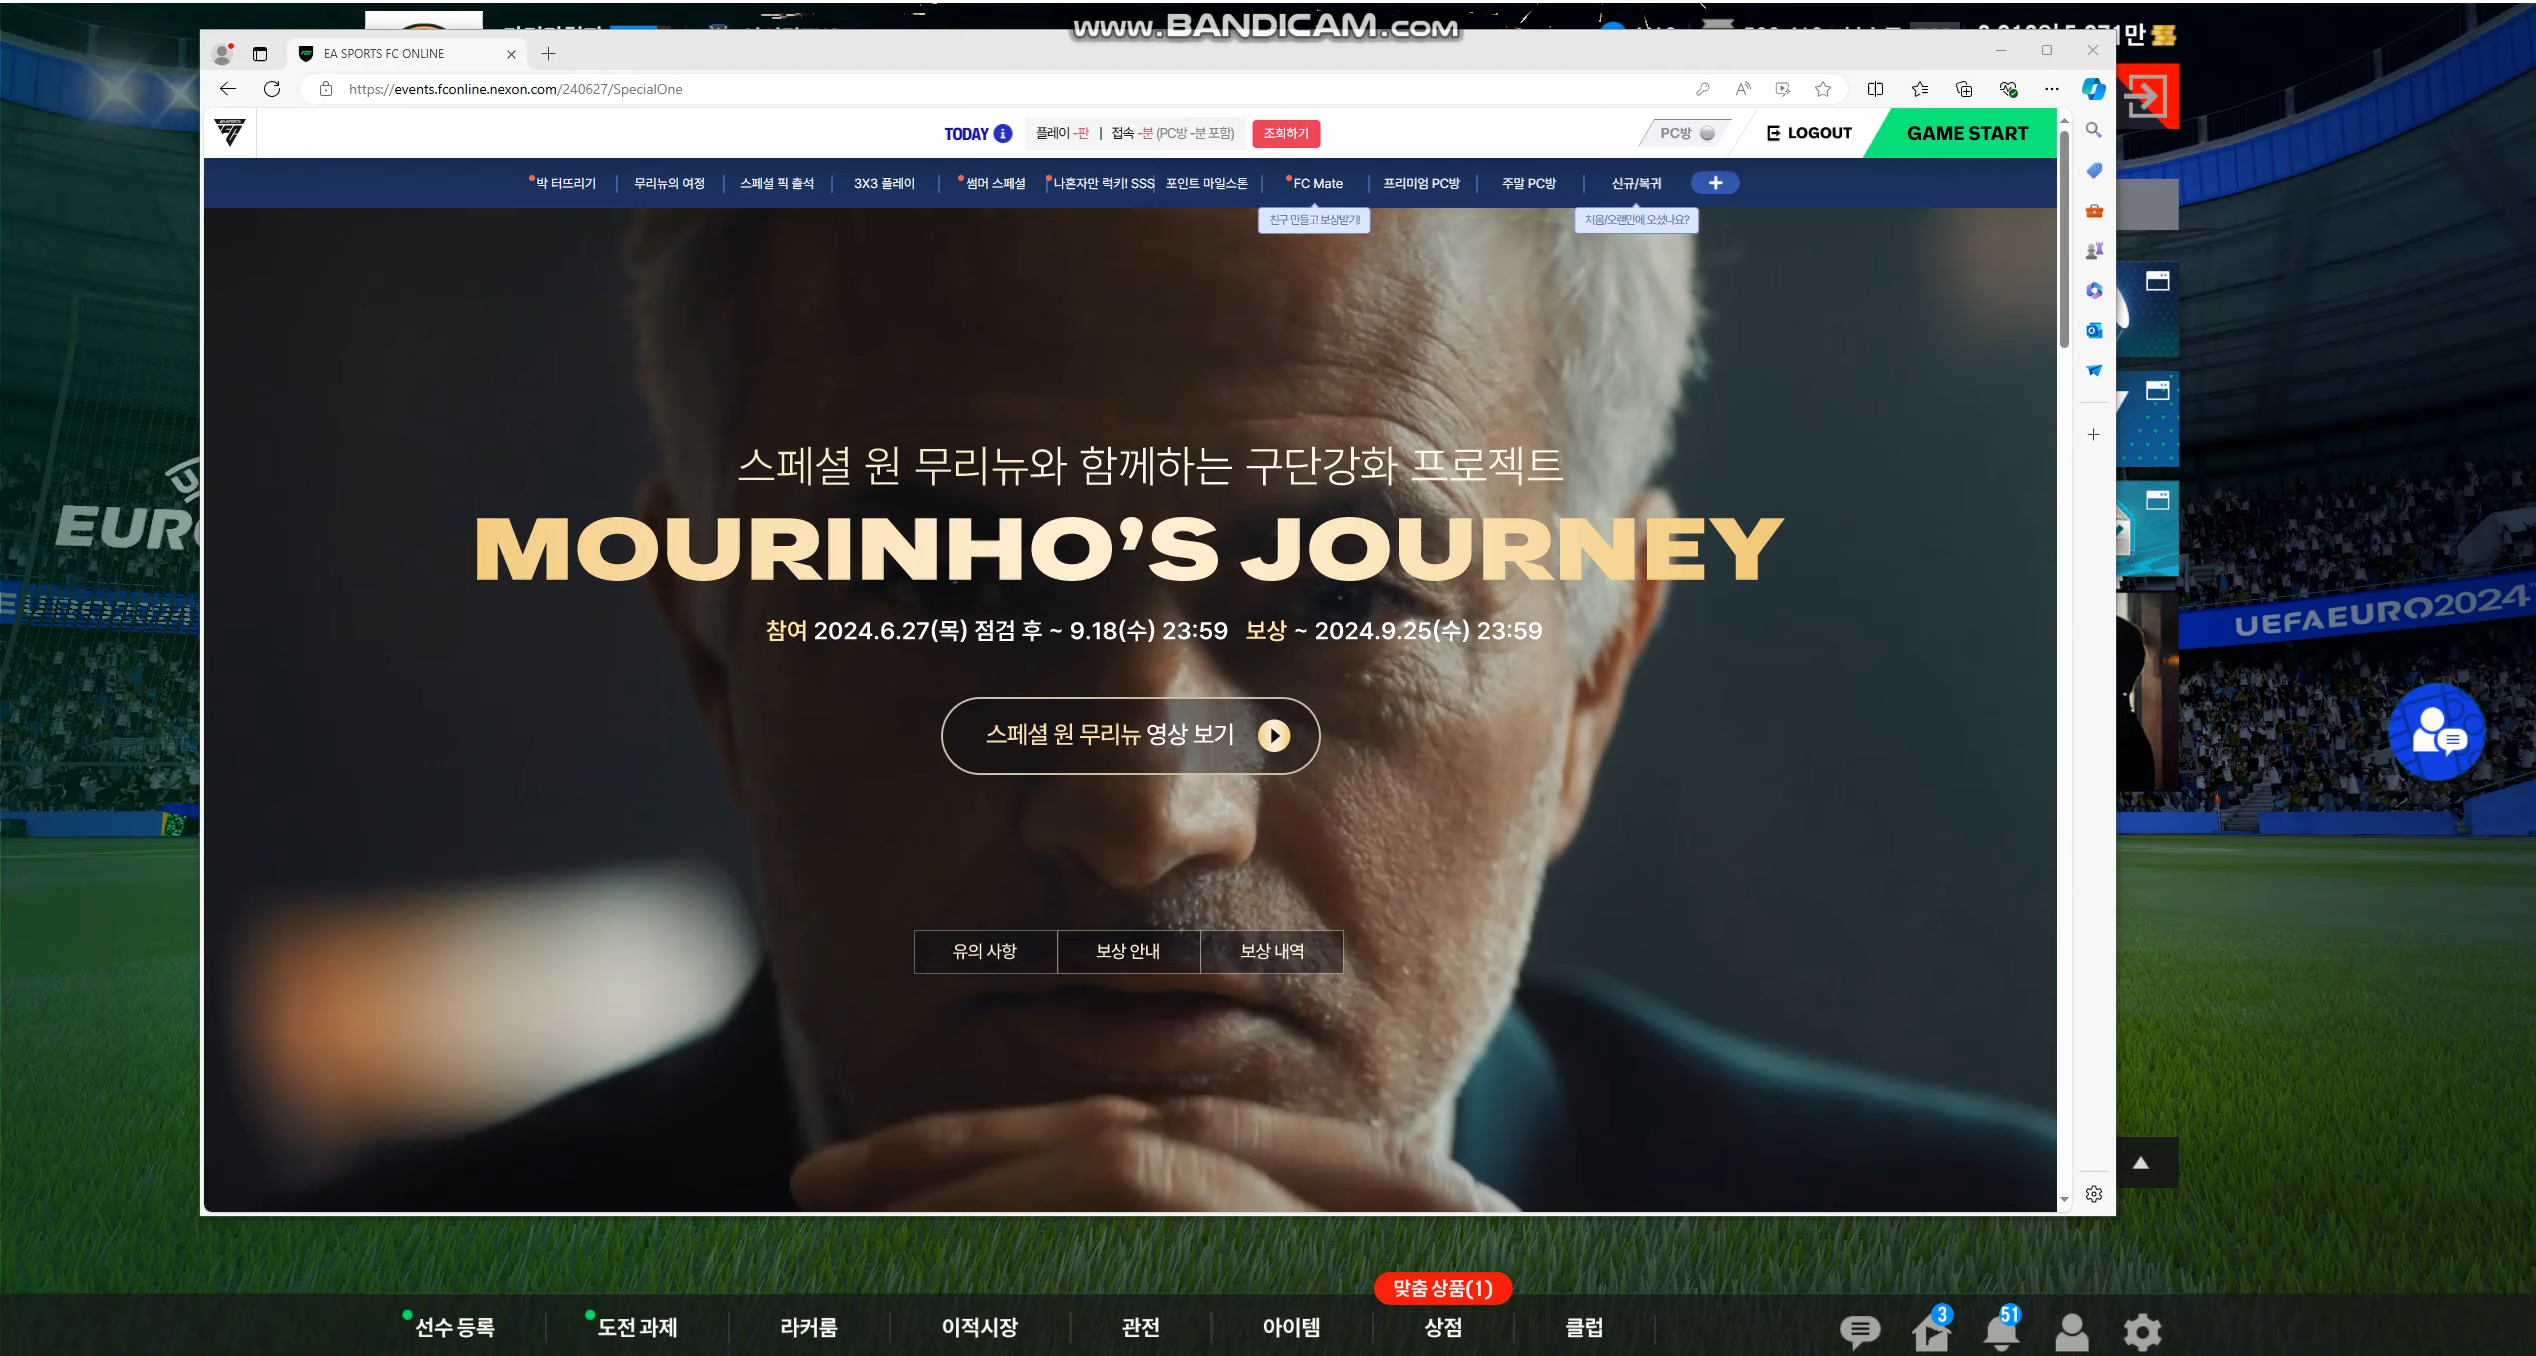 www.BANDICAM.com
만
EA SPORTS FC ONLINE
https://events.fconline.nexon.com/240627/SpecialOne
TODAY 플레이 -판 | 접속 -분 (PC방 -분 포함) 조회하기
PC방 LOGOUT GAME START
박 터뜨리기 무리뉴의 여정 스페셜 픽 출석 3X3 플레이 썸머 스페셜 나혼자만 럭키! SSS 포인트 마일스톤 FC Mate 프리미엄 PC방 주말 PC방 신규/복귀
친구 만들고 보상받기! 처음/오랜만에 오셨나요?
스페셜 원 무리뉴와 함께하는 구단강화 프로젝트
MOURINHO'S JOURNEY
참여 2024.6.27(목) 점검 후 ~ 9.18(수) 23:59 보상 ~ 2024.9.25(수) 23:59
스페셜 원 무리뉴 영상 보기
유의 사항 보상 안내 보상 내역
UEFA EURO2024
맞춤 상품(1)
선수 등록 도전 과제 라커룸 이적시장 관전 아이템 상점 클럽
3 51